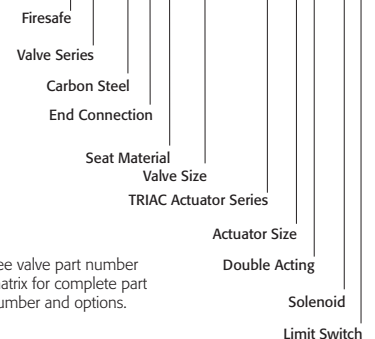 Firesafe
Valve Series
Carbon Steel
End Connection
Seat Material
Valve Size
TRIAC Actuator Series
Actuator Size
Double Acting
Solenoid
Limit Switch
ee valve part number
atrix for complete part
umber and options.